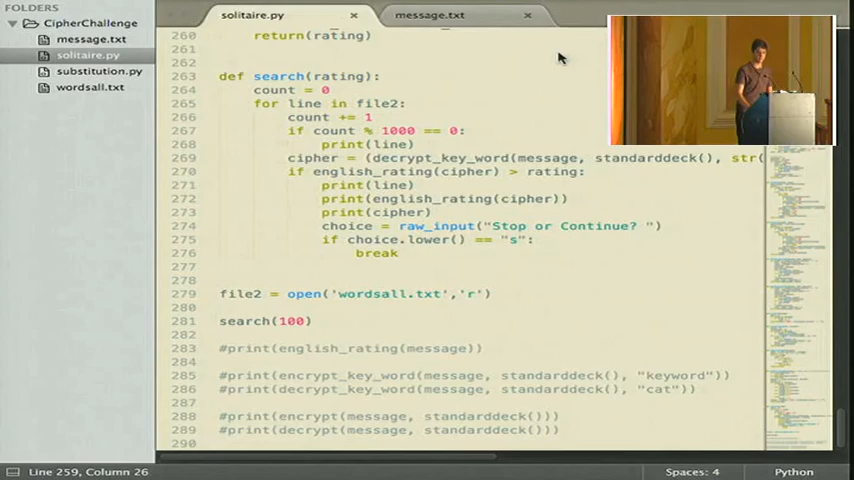 FOLDERS
CipherChallenge
message.txt
solitaire.py
substitution.py
wordsall.txt
solitaire.py ×
message.txt ×
260 return(rating)
261
262
263 def search(rating):
264 count = 0
265 for line in file2:
266 count += 1
267 if count % 1000 == 0:
268 print(line)
269 cipher = (decrypt_key_word(message, standarddeck(), str(
270 if english_rating(cipher) > rating:
271 print(line)
272 print(english_rating(cipher))
273 print(cipher)
274 choice = raw_input("Stop or Continue? ")
275 if choice.lower() == "s":
276 break
277
278
279 file2 = open('wordsall.txt','r')
280
281 search(100)
282
283 #print(english_rating(message))
284
285 #print(encrypt_key_word(message, standarddeck(), "keyword"))
286 #print(decrypt_key_word(message, standarddeck(), "cat"))
287
288 #print(encrypt(message, standarddeck()))
289 #print(decrypt(message, standarddeck()))
290
Line 259, Column 26
Spaces: 4
Python